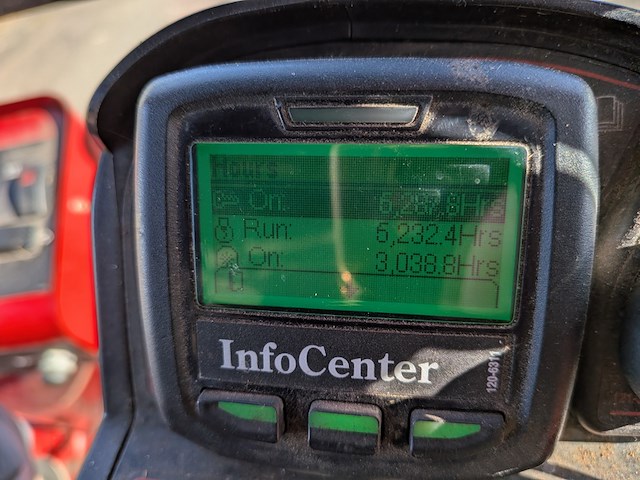 Hours
On:
Run: 6,232.4Hrs
On: 3,038.8Hrs
InfoCenter